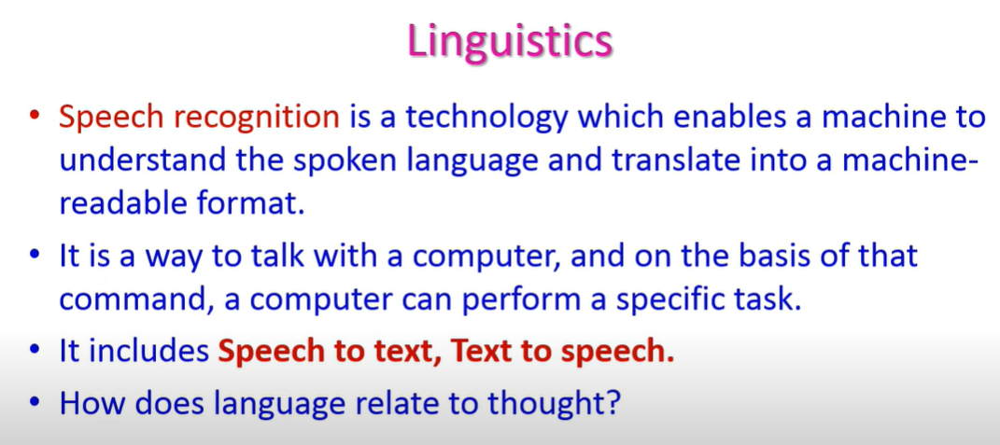 Linguistics
• Speech recognition is a technology which enables a machine to
understand the spoken language and translate into a machine-
readable format.
• It is a way to talk with a computer, and on the basis of that
command, a computer can perform a specific task.
• It includes Speech to text, Text to speech.
• How does language relate to thought?